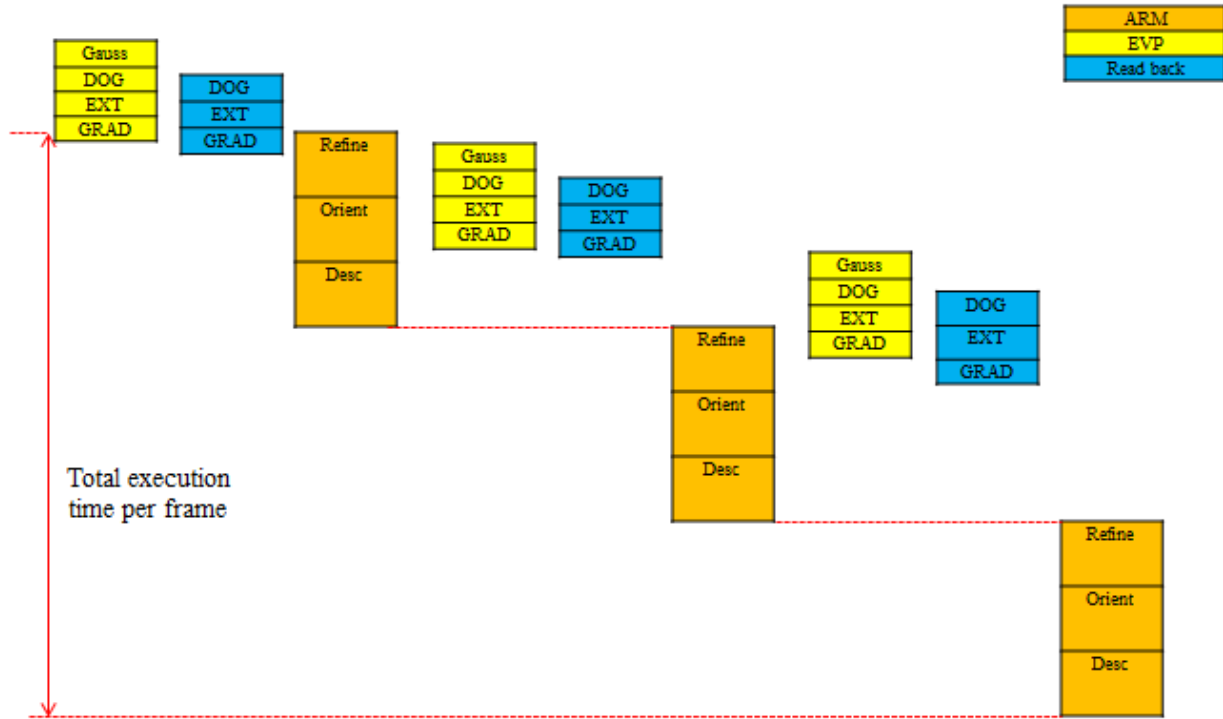 ARM
EVP
Read back
Gauss
DOG
EXT
GRAD
DOG
EXT
GRAD
Refine
Orient
Desc
Gauss
DOG
EXT
GRAD
DOG
EXT
GRAD
Refine
Orient
Desc
Gauss
DOG
EXT
GRAD
DOG
EXT
GRAD
Refine
Orient
Desc
Total execution
time per frame